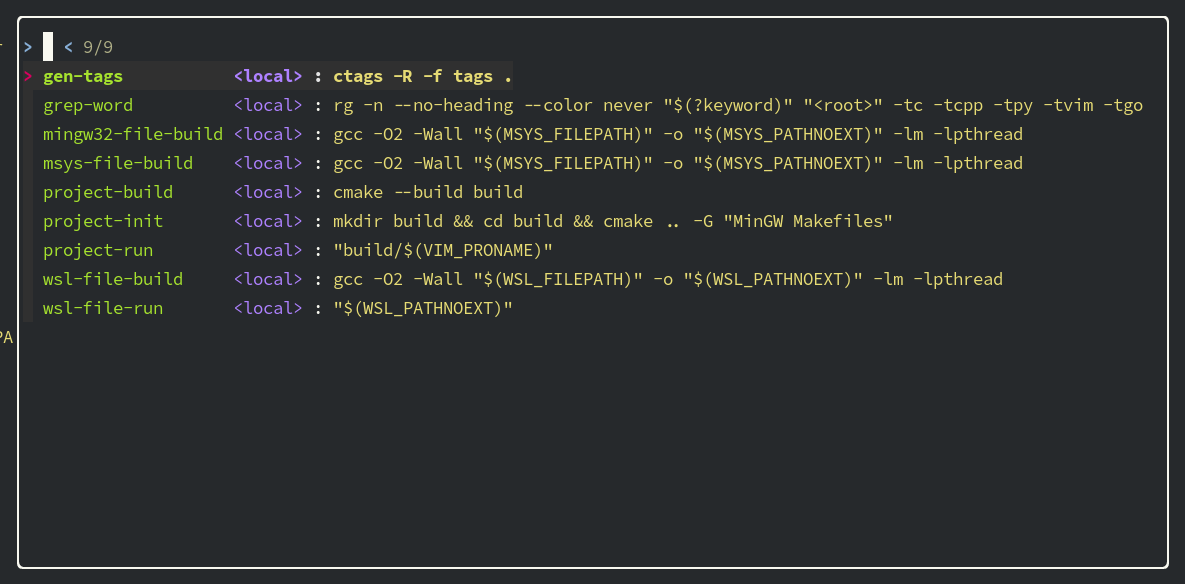 > < 9/9
> gen-tags <local> : ctags -R -f tags .
grep-word <local> : rg -n --no-heading --color never "$(?keyword)" "<root>" -tc -tcpp -tpy -tvim -tgo
mingw32-file-build <local> : gcc -O2 -Wall "$(MSYS_FILEPATH)" -o "$(MSYS_PATHNOEXT)" -lm -lpthread
msys-file-build <local> : gcc -O2 -Wall "$(MSYS_FILEPATH)" -o "$(MSYS_PATHNOEXT)" -lm -lpthread
project-build <local> : cmake --build build
project-init <local> : mkdir build && cd build && cmake .. -G "MinGW Makefiles"
project-run <local> : "build/$(VIM_PRONAME)"
wsl-file-build <local> : gcc -O2 -Wall "$(WSL_FILEPATH)" -o "$(WSL_PATHNOEXT)" -lm -lpthread
wsl-file-run <local> : "$(WSL_PATHNOEXT)"
PA